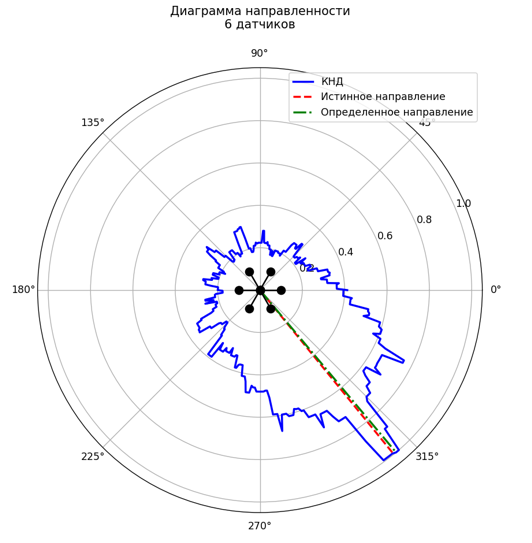 Диаграмма направленности
6 датчиков
90°
КНД
Истинное направление
Определенное направление
135°
45°
1.0
0.8
0.6
0.4
0.2
180°
0°
225°
315°
270°